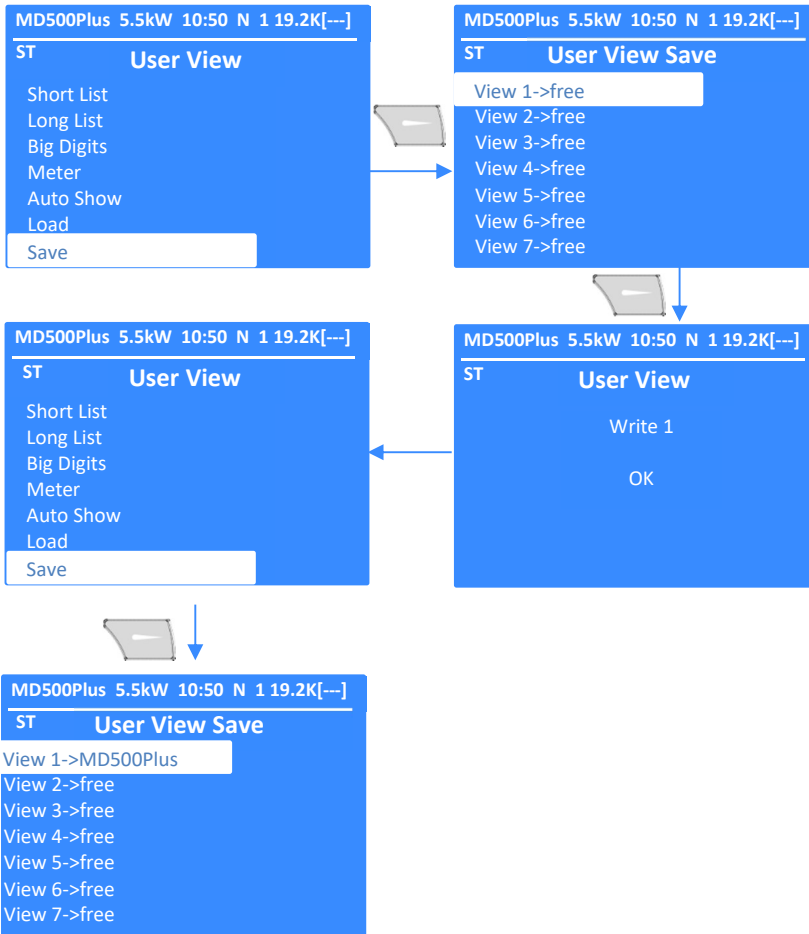 MD500Plus 5.5kW 10:50 N 1 19.2K[---]
ST
User View
Short List
Long List
Big Digits
Meter
Auto Show
Load
Save
MD500Plus 5.5kW 10:50 N 1 19.2K[---]
ST
User View Save
View 1->free
View 2->free
View 3->free
View 4->free
View 5->free
View 6->free
View 7->free
MD500Plus 5.5kW 10:50 N 1 19.2K[---]
ST
User View
Short List
Long List
Big Digits
Meter
Auto Show
Load
Save
MD500Plus 5.5kW 10:50 N 1 19.2K[---]
ST
User View
Write 1
OK
MD500Plus 5.5kW 10:50 N 1 19.2K[---]
ST
User View Save
View 1->MD500Plus
View 2->free
View 3->free
View 4->free
View 5->free
View 6->free
View 7->free